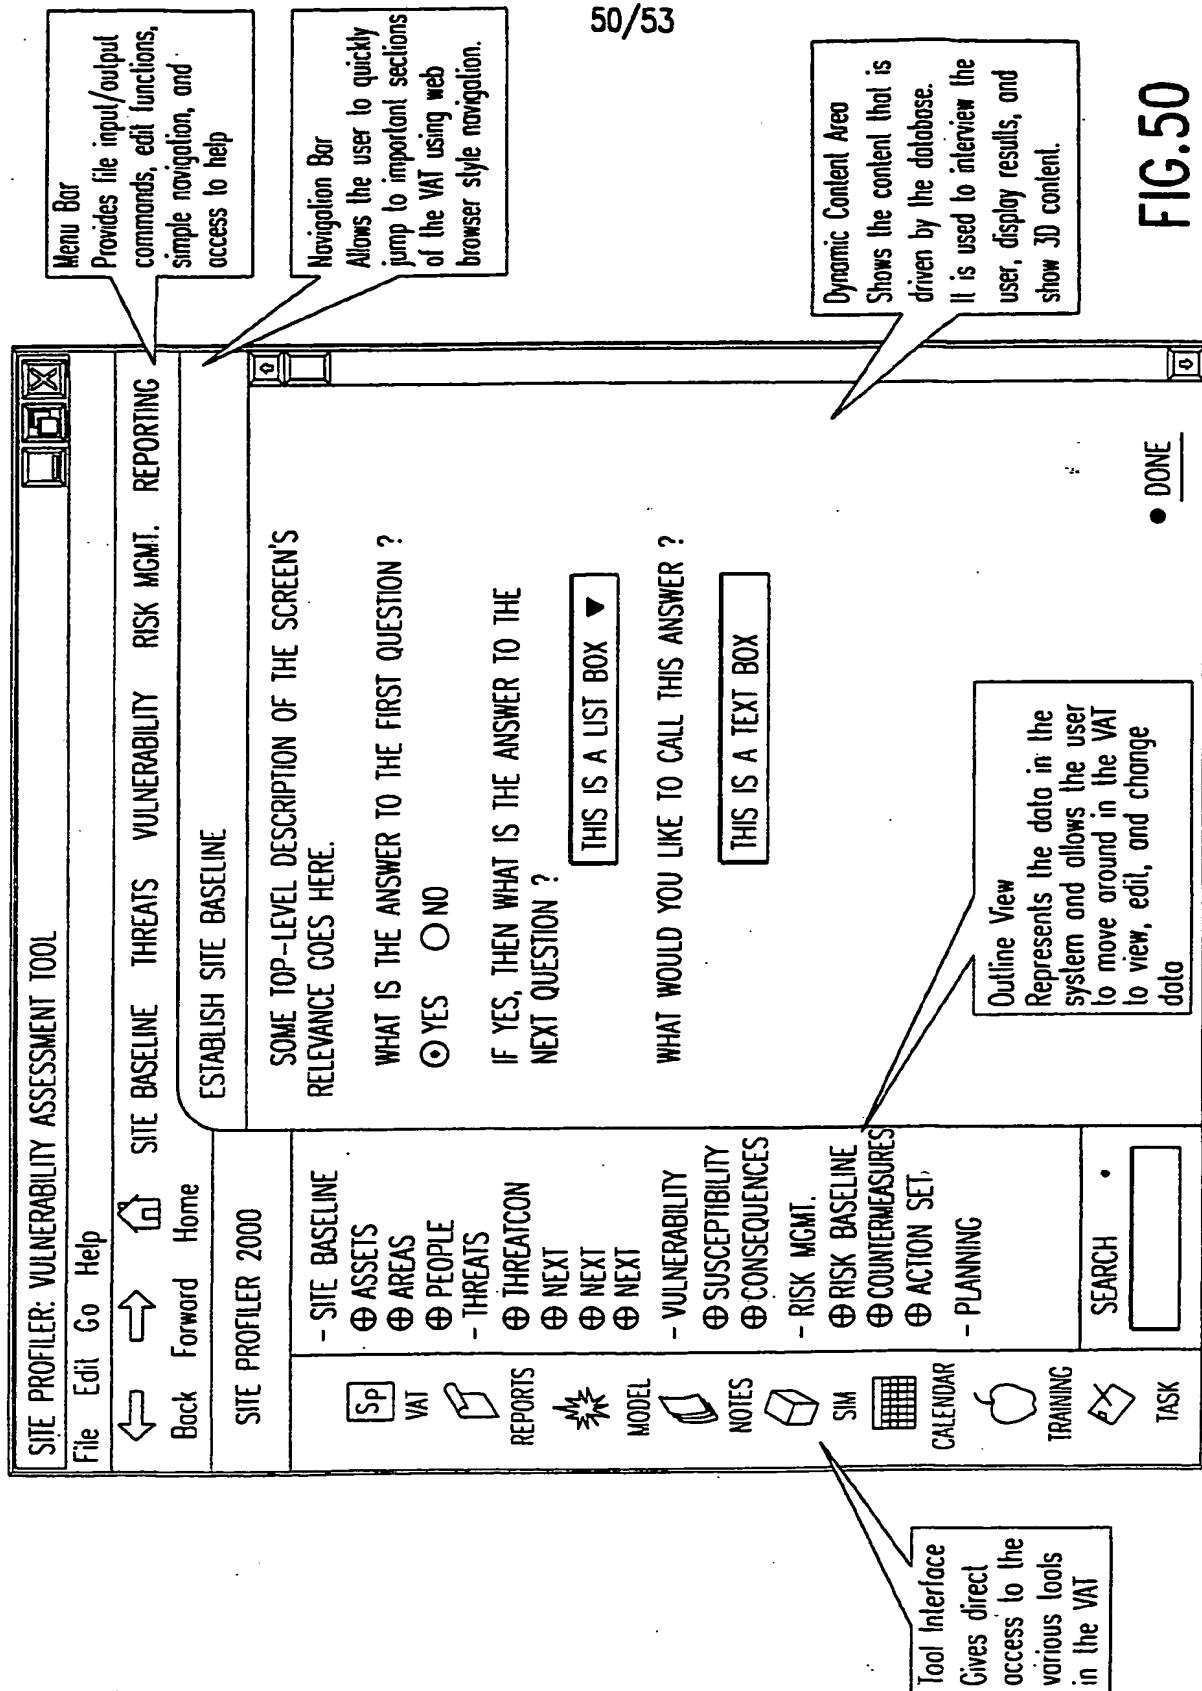 50/53
Menu Bar
Provides file input/output
commands, edit functions,
simple navigation, and
access to help
Navigation Bar
Allows the user to quickly
jump to important sections
of the VAT using web
browser style navigation.
Dynamic Content Area
Shows the content that is
driven by the database.
It is used to interview the
user, display results, and
show 3D content.
SITE PROFILER: VULNERABILITY ASSESSMENT TOOL
File Edit Go Help
Back Forward Home
SITE BASELINE THREATS VULNERABILITY RISK MGMT. REPORTING
SITE PROFILER 2000
ESTABLISH SITE BASELINE
Sp
VAT
REPORTS
MODEL
NOTES
SIM
CALENDAR
TRAINING
TASK
- SITE BASELINE
⊕ ASSETS
⊕ AREAS
⊕ PEOPLE
- THREATS
⊕ THREATCON
⊕ NEXT
⊕ NEXT
⊕ NEXT
- VULNERABILITY
⊕ SUSCEPTIBILITY
⊕ CONSEQUENCES
- RISK MGMT.
⊕ RISK BASELINE
⊕ COUNTERMEASURES
⊕ ACTION SET
- PLANNING
SEARCH
SOME TOP-LEVEL DESCRIPTION OF THE SCREEN'S
RELEVANCE GOES HERE.
WHAT IS THE ANSWER TO THE FIRST QUESTION ?
YES NO
IF YES, THEN WHAT IS THE ANSWER TO THE
NEXT QUESTION ?
THIS IS A LIST BOX ▼
WHAT WOULD YOU LIKE TO CALL THIS ANSWER ?
THIS IS A TEXT BOX
• DONE
Outline View
Represents the data in the
system and allows the user
to move around in the VAT
to view, edit, and change
data
Tool Interface
Gives direct
access to the
various tools
in the VAT
FIG.50